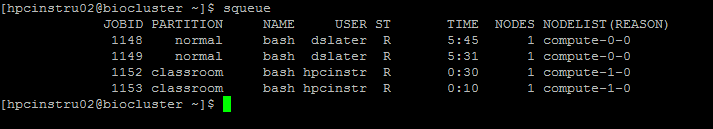 [hpcinstru02@biocluster ~]$ squeue
JOBID PARTITION NAME USER ST TIME NODES NODELIST(REASON)
1148 normal bash dslater R 5:45 1 compute-0-0
1149 normal bash dslater R 5:31 1 compute-0-0
1152 classroom bash hpcinstr R 0:30 1 compute-1-0
1153 classroom bash hpcinstr R 0:10 1 compute-1-0
[hpcinstru02@biocluster ~]$